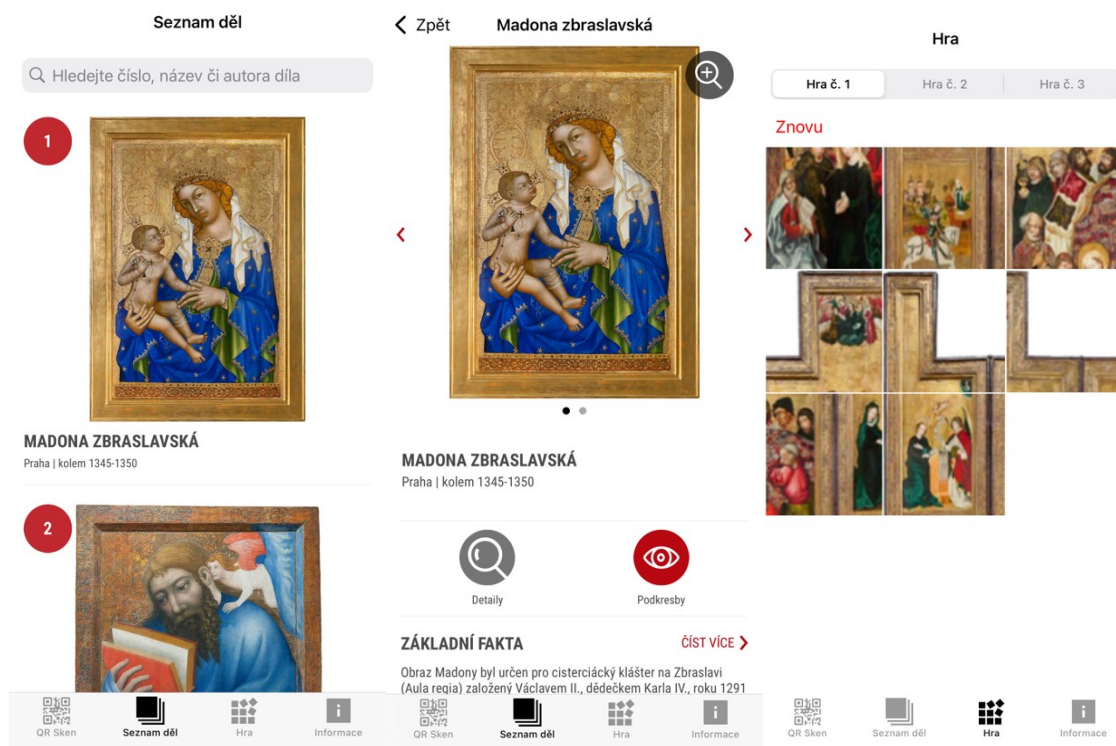 Seznam děl
Hledejte číslo, název či autora díla
1
MADONA ZBRASLAVSKÁ
Praha | kolem 1345-1350
2
QR Sken
Seznam děl
Hra
Informace
Zpět
Madona zbraslavská
MADONA ZBRASLAVSKÁ
Praha | kolem 1345-1350
Detaily
Podkresby
ZÁKLADNÍ FAKTA
ČÍST VÍCE
Obraz Madony byl určen pro cisterciácký klášter na Zbraslavi
(Aula regia) založený Václavem II., dědečkem Karla IV., roku 1291
QR Sken
Seznam děl
Hra
Informace
Hra
Hra č. 1
Hra č. 2
Hra č. 3
Znovu
QR Sken
Seznam děl
Hra
Informace